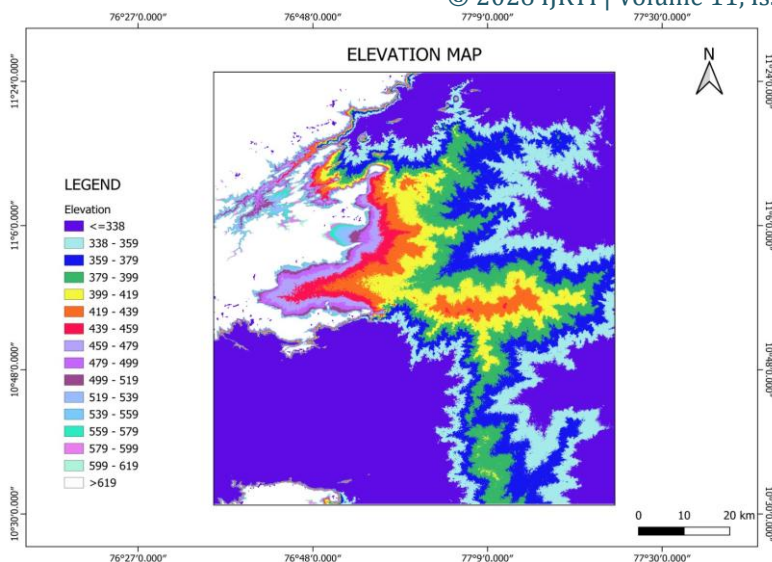 76°27'0.000"
76°48'0.000"
77°9'0.000"
77°30'0.000"
ELEVATION MAP
N
11°24'0.000"
11°6'0.000"
10°48'0.000"
10°30'0.000"
LEGEND
Elevation
<=338
338 - 359
359 - 379
379 - 399
399 - 419
419 - 439
439 - 459
459 - 479
479 - 499
499 - 519
519 - 539
539 - 559
559 - 579
579 - 599
599 - 619
>619
11°24'0.000"
11°6'0.000"
10°48'0.000"
10°30'0.000"
0 10 20 km
76°27'0.000"
76°48'0.000"
77°9'0.000"
77°30'0.000"